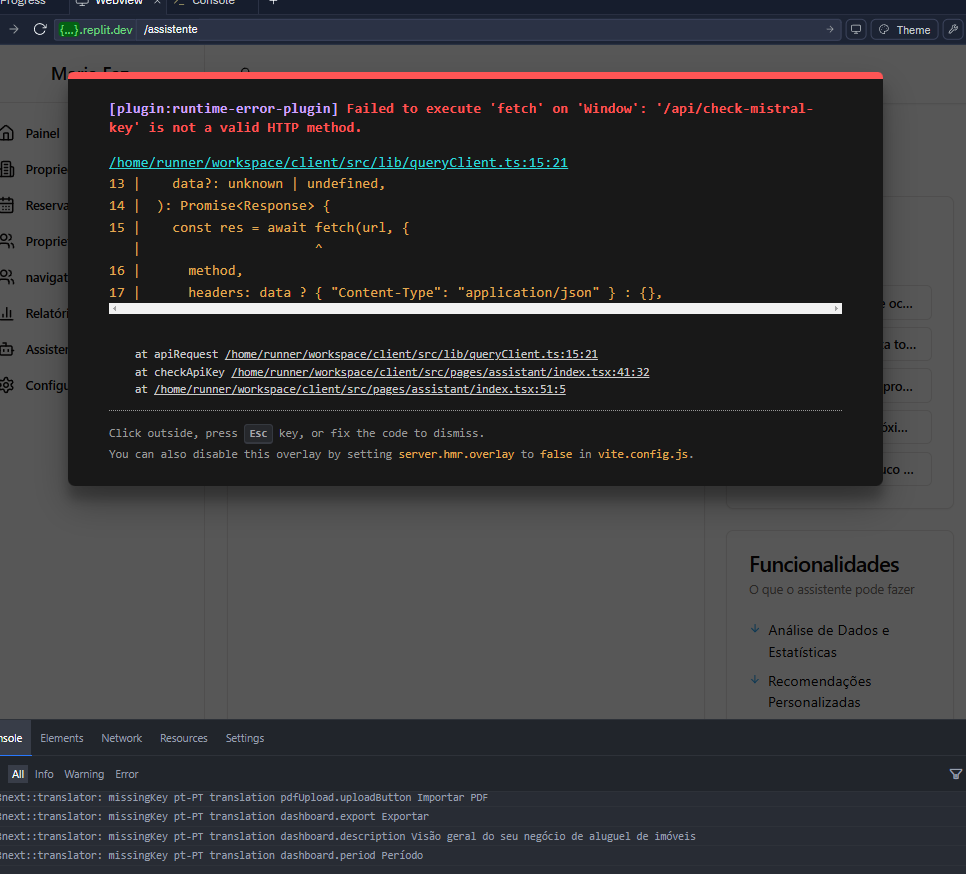 Progress
Webview
Console
{...}.replit.dev /assistente
Theme
[plugin:runtime-error-plugin] Failed to execute 'fetch' on 'Window': '/api/check-mistral-
key' is not a valid HTTP method.
/home/runner/workspace/client/src/lib/queryClient.ts:15:21
13 | data?: unknown | undefined,
14 | ): Promise<Response> {
15 | const res = await fetch(url, {
| ^
16 | method,
17 | headers: data ? { "Content-Type": "application/json" } : {},
at apiRequest /home/runner/workspace/client/src/lib/queryClient.ts:15:21
at checkApiKey /home/runner/workspace/client/src/pages/assistant/index.tsx:41:32
at /home/runner/workspace/client/src/pages/assistant/index.tsx:51:5
Click outside, press Esc key, or fix the code to dismiss.
You can also disable this overlay by setting server.hmr.overlay to false in vite.config.js.
Painel
Proprie
Reserva
Proprie
navigat
Relatóri
Assister
Configu
e oc...
a to...
pro...
óxi...
uco ...
Funcionalidades
O que o assistente pode fazer
Análise de Dados e
Estatísticas
Recomendações
Personalizadas
nsole Elements Network Resources Settings
All Info Warning Error
next::translator: missingKey pt-PT translation pdfUpload.uploadButton Importar PDF
next::translator: missingKey pt-PT translation dashboard.export Exportar
next::translator: missingKey pt-PT translation dashboard.description Visão geral do seu negócio de aluguel de imóveis
next::translator: missingKey pt-PT translation dashboard.period Período